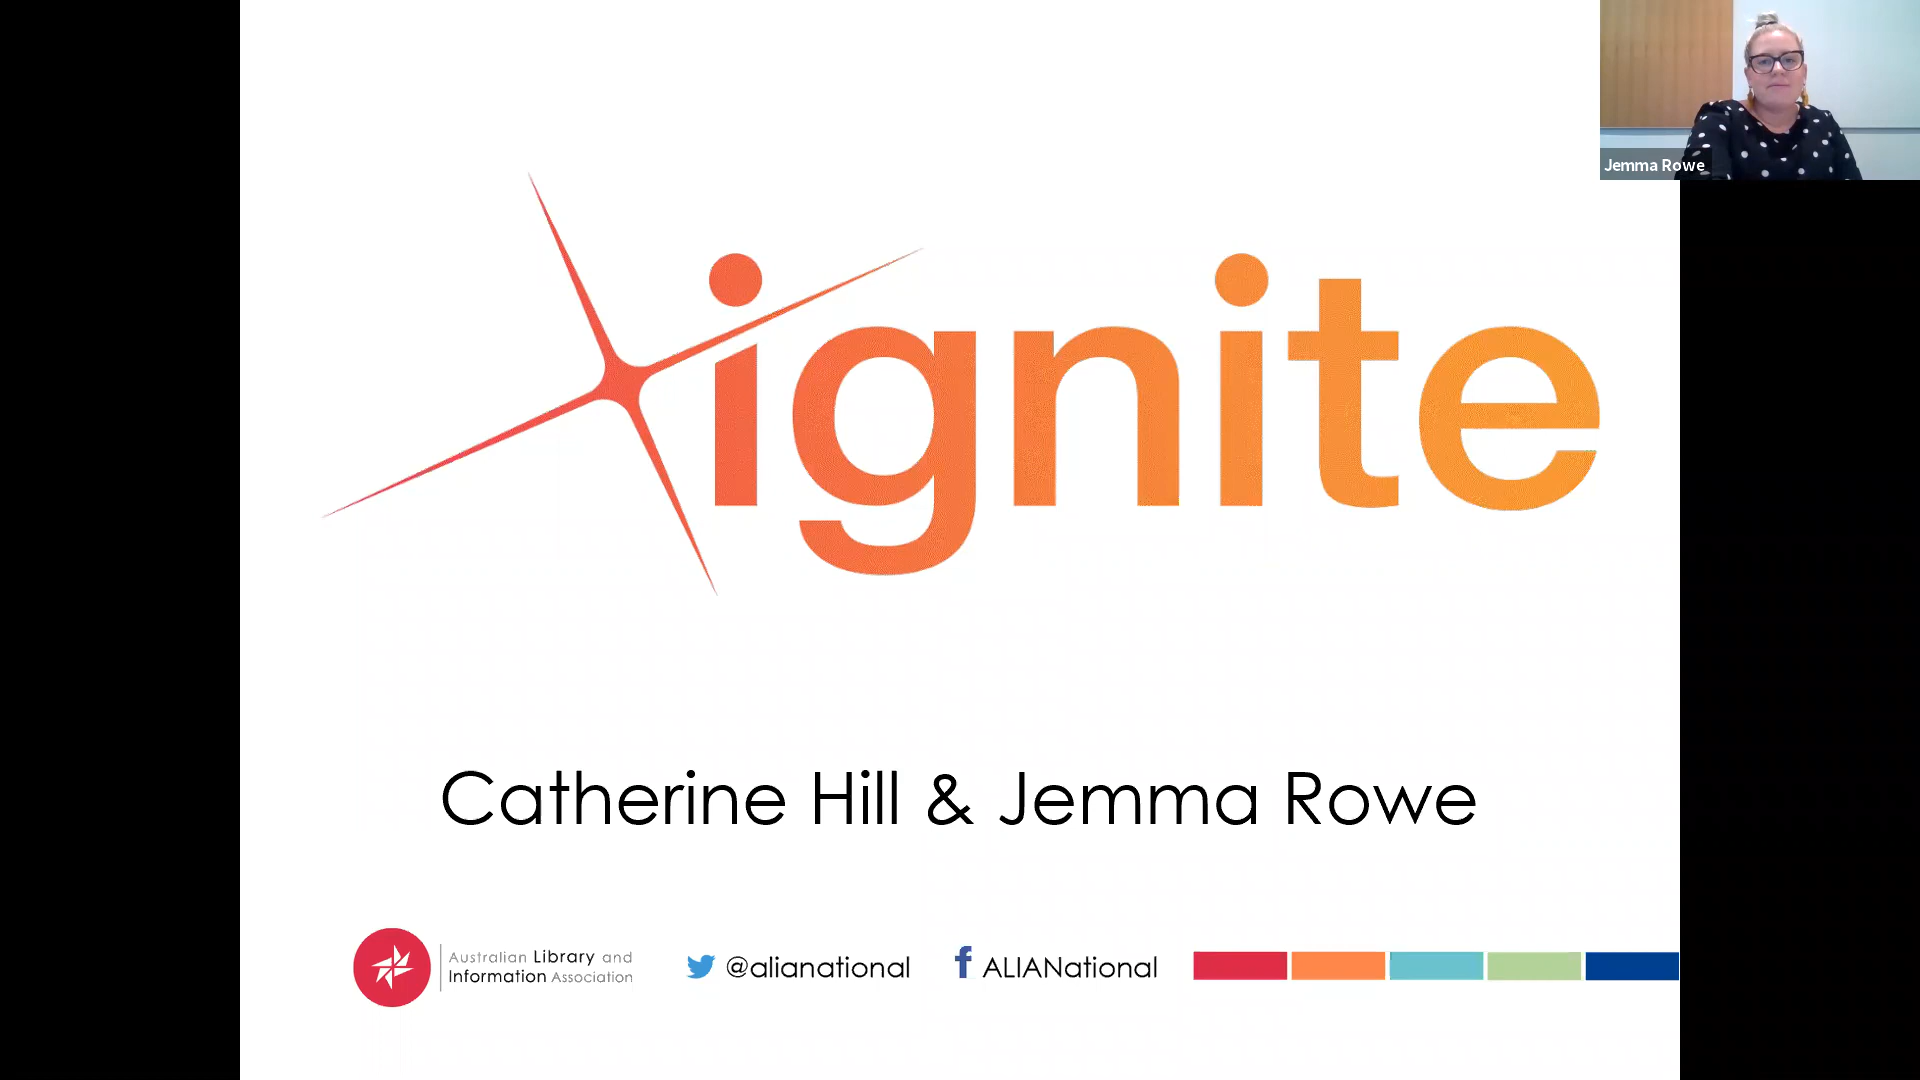 Jemma Rowe
ignite
Catherine Hill & Jemma Rowe
Australian Library and
Information Association
@alianational
ALIANational